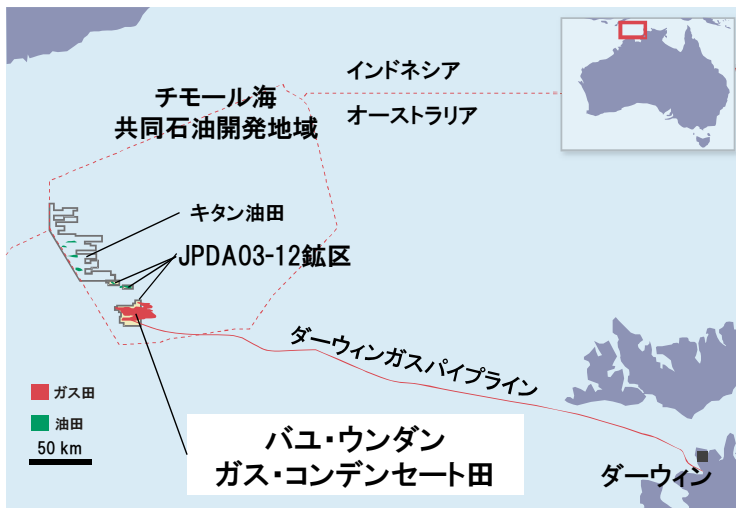 インドネシア
チモール海
共同石油開発地域
オーストラリア
キタン油田
JPDA03-12鉱区
ダーウィンガスパイプライン
ガス田
油田
50 km
バユ・ウンダン
ガス・コンデンセート田
ダーウィン